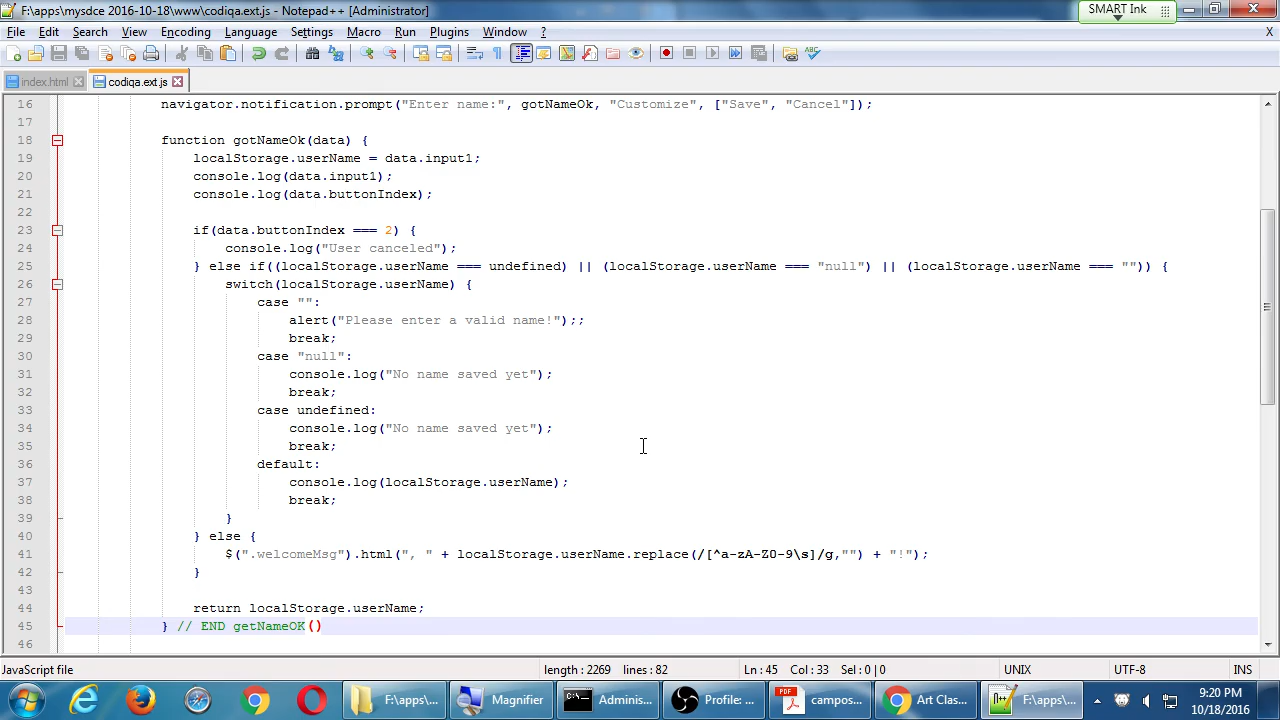 F:\apps\mysdce 2016-10-18\www\codiqa.ext.js - Notepad++ [Administrator]
SMART Ink
File Edit Search View Encoding Language Settings Macro Run Plugins Window ? X
index.html codiqa.ext.js
16 navigator.notification.prompt("Enter name:", gotNameOk, "Customize", ["Save", "Cancel"]);
17
18 function gotNameOk(data) {
19 localStorage.userName = data.input1;
20 console.log(data.input1);
21 console.log(data.buttonIndex);
22
23 if(data.buttonIndex === 2) {
24 console.log("User canceled");
25 } else if((localStorage.userName === undefined) || (localStorage.userName === "null") || (localStorage.userName === "")) {
26 switch(localStorage.userName) {
27 case "":
28 alert("Please enter a valid name!");;
29 break;
30 case "null":
31 console.log("No name saved yet");
32 break;
33 case undefined:
34 console.log("No name saved yet");
35 break;
36 default:
37 console.log(localStorage.userName);
38 break;
39 }
40 } else {
41 $(".welcomeMsg").html(", " + localStorage.userName.replace(/[^a-zA-Z0-9\s]/g,"") + "!");
42 }
43
44 return localStorage.userName;
45 } // END getNameOK()
46
JavaScript file length : 2269 lines : 82 Ln : 45 Col : 33 Sel : 0 | 0 UNIX UTF-8 INS
F:\apps\... Magnifier Adminis... Profile: ... PDF campos... Art Clas... F:\apps\... 9:20 PM
10/18/2016